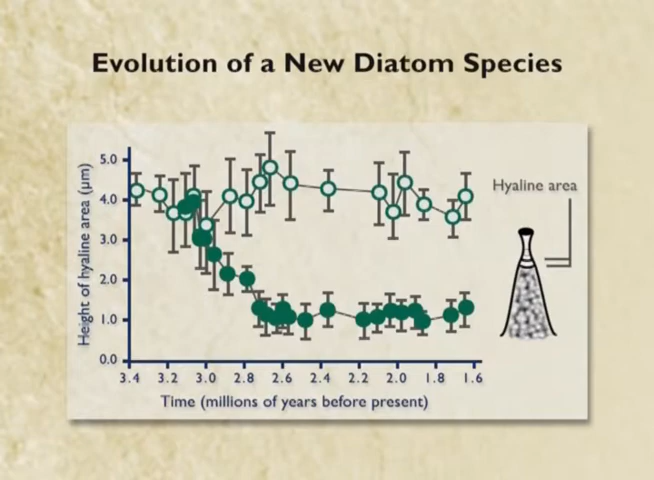 Evolution of a New Diatom Species
Height of hyaline area (μm)
5.0
4.0
3.0
2.0
1.0
0.0
3.4 3.2 3.0 2.8 2.6 2.4 2.2 2.0 1.8 1.6
Time (millions of years before present)
Hyaline area